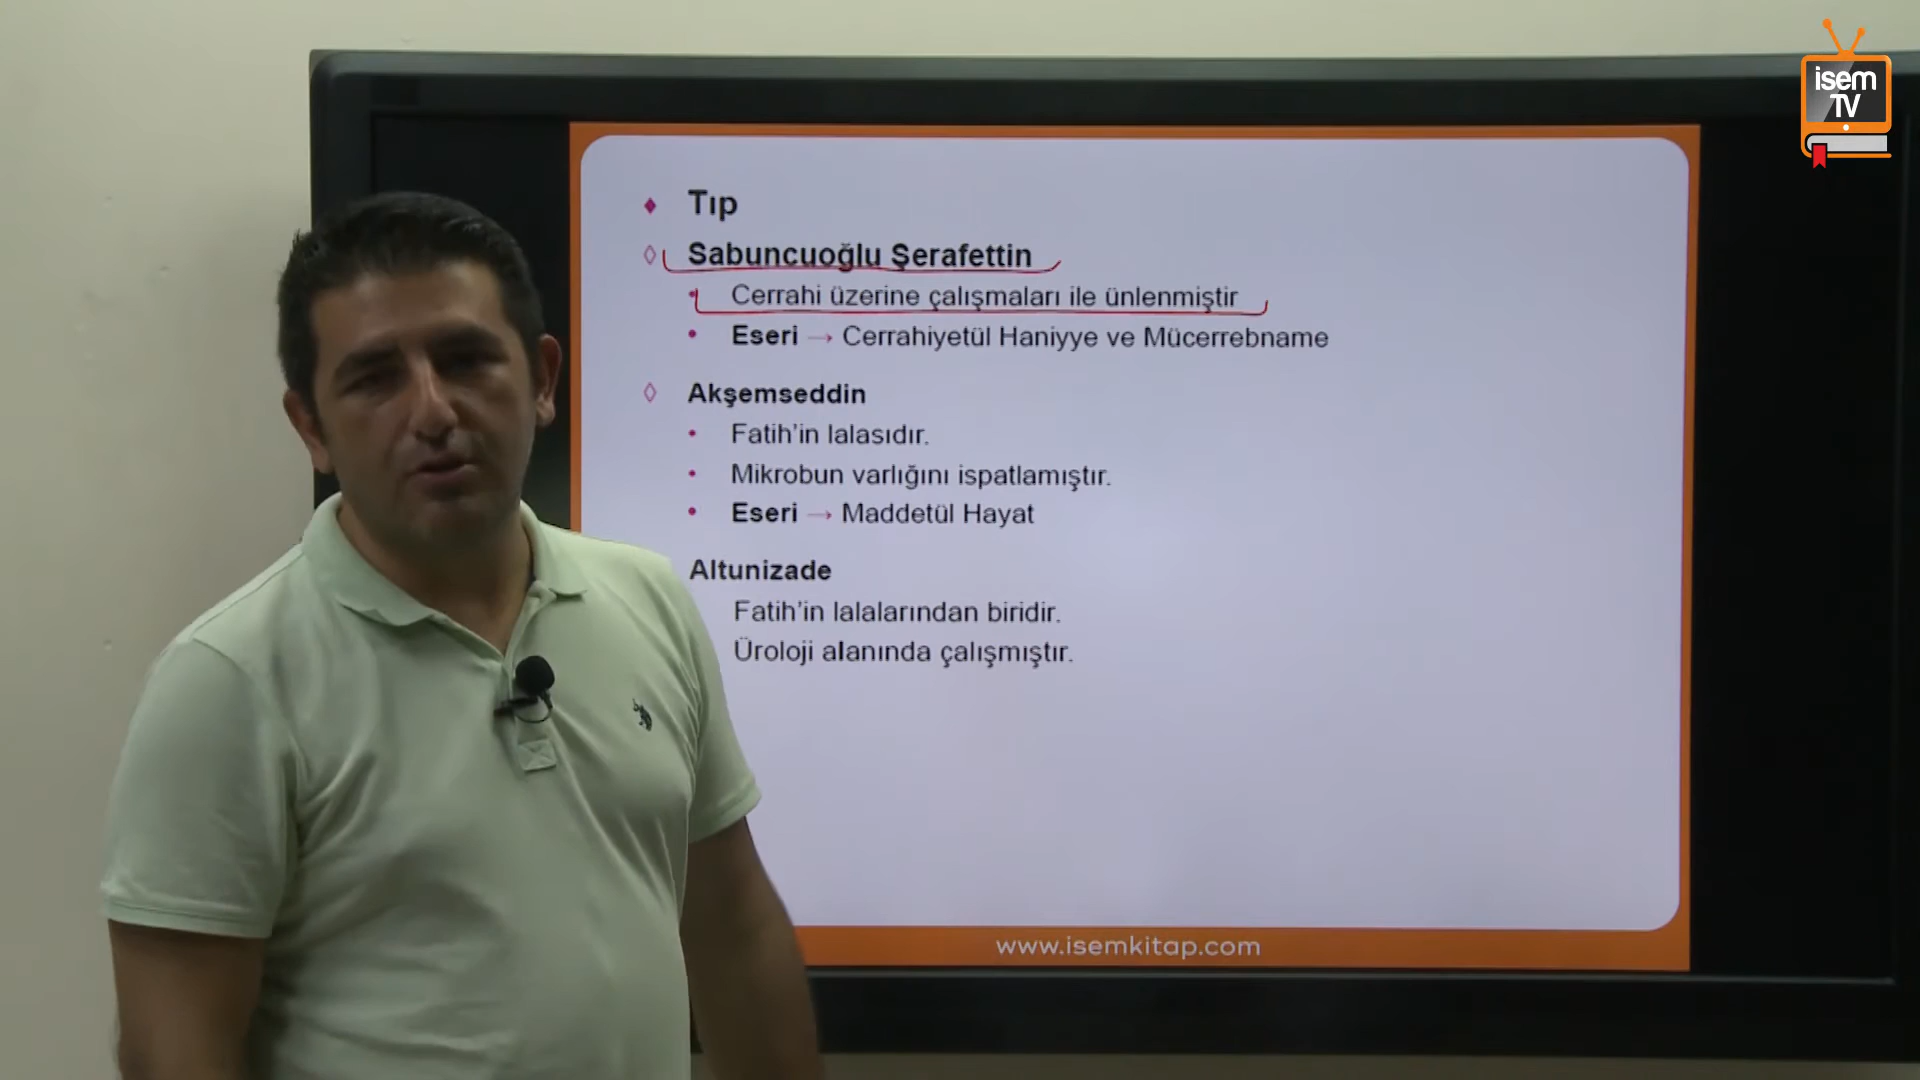 isem
TV
Tıp
Sabuncuoğlu Şerafettin
Cerrahi üzerine çalışmaları ile ünlenmiştir
Eseri → Cerrahiyetül Haniyye ve Mücerrebname
Akşemseddin
Fatih'in lalasıdır.
Mikrobun varlığını ispatlamıştır.
Eseri → Maddetül Hayat
Altunizade
Fatih'in lalalarından biridir.
Üroloji alanında çalışmıştır.
www.isemkitap.com